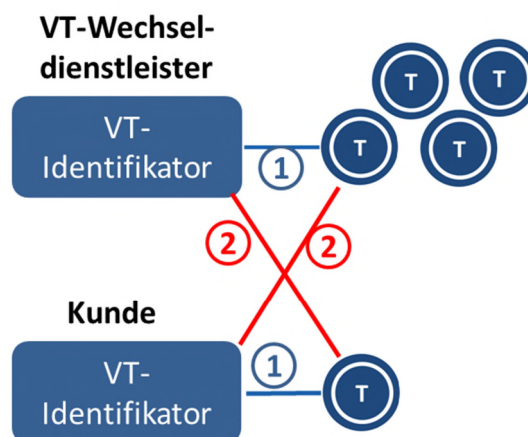 VT-Wechsel-
dienstleister
VT-
Identifikator
1
T
T
T
T
2
2
Kunde
VT-
Identifikator
1
T